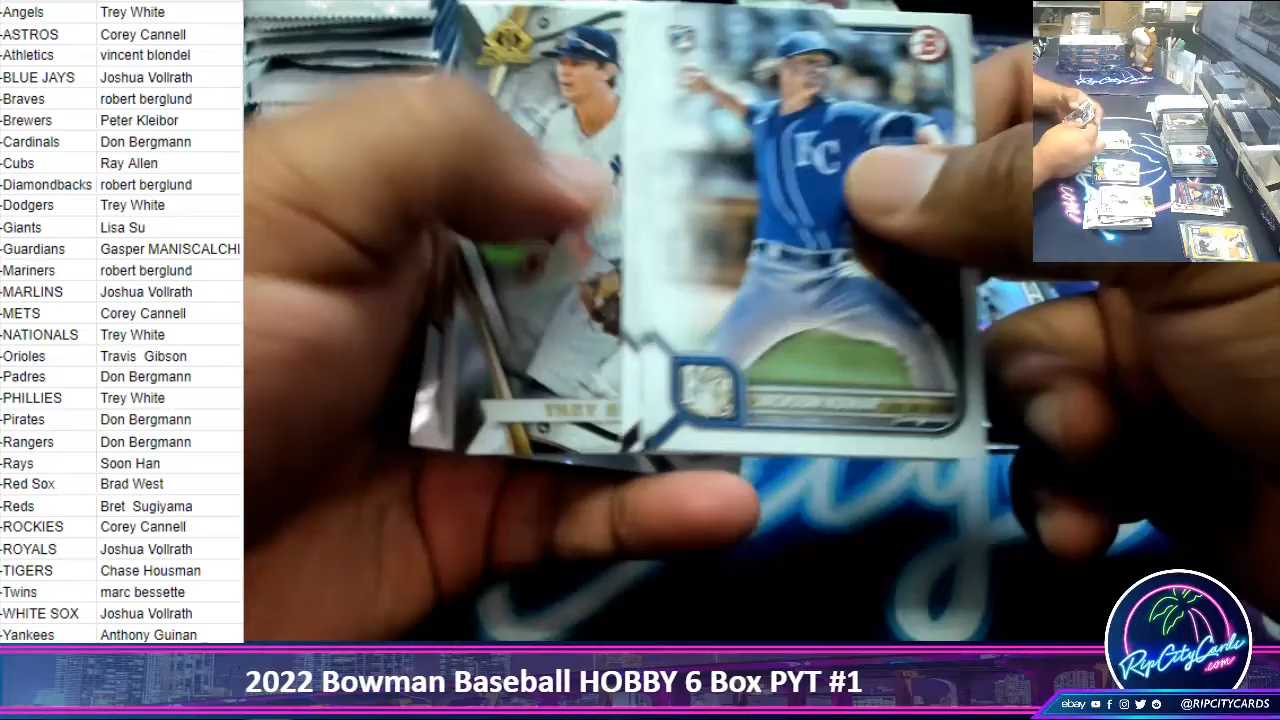 -Angels Trey White
-ASTROS Corey Cannell
-Athletics vincent blondel
-BLUE JAYS Joshua Vollrath
-Braves robert berglund
-Brewers Peter Kleibor
-Cardinals Don Bergmann
-Cubs Ray Allen
-Diamondbacks robert berglund
-Dodgers Trey White
-Giants Lisa Su
-Guardians Gasper MANISCALCHI
-Mariners robert berglund
-MARLINS Joshua Vollrath
-METS Corey Cannell
-NATIONALS Trey White
-Orioles Travis Gibson
-Padres Don Bergmann
-PHILLIES Trey White
-Pirates Don Bergmann
-Rangers Don Bergmann
-Rays Soon Han
-Red Sox Brad West
-Reds Bret Sugiyama
-ROCKIES Corey Cannell
-ROYALS Joshua Vollrath
-TIGERS Chase Housman
-Twins marc bessette
-WHITE SOX Joshua Vollrath
-Yankees Anthony Guinan
KC
2022 Bowman Baseball HOBBY 6 Box PYT #1
RipCityCards
.com
ebay @RIPCITYCARDS